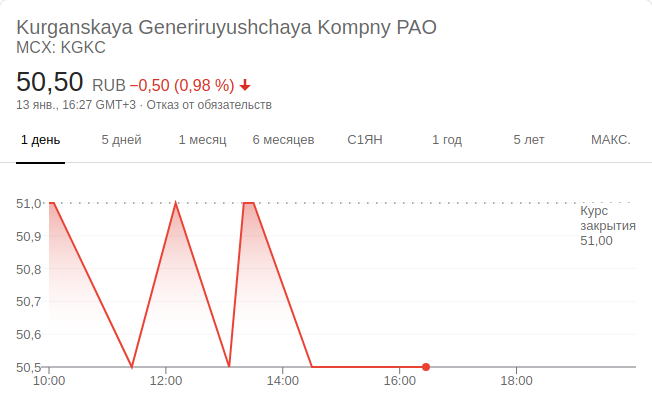 Kurganskaya Generiruyushchaya Kompny PAO
MCX: KGKC
50,50 RUB −0,50 (0,98 %)
13 янв., 16:27 GMT+3 · Отказ от обязательств
1 день 5 дней 1 месяц 6 месяцев С1ЯН 1 год 5 лет МАКС.
51,0
Курс
закрытия
51,00
50,9
50,8
50,7
50,6
50,5
10:00 12:00 14:00 16:00 18:00